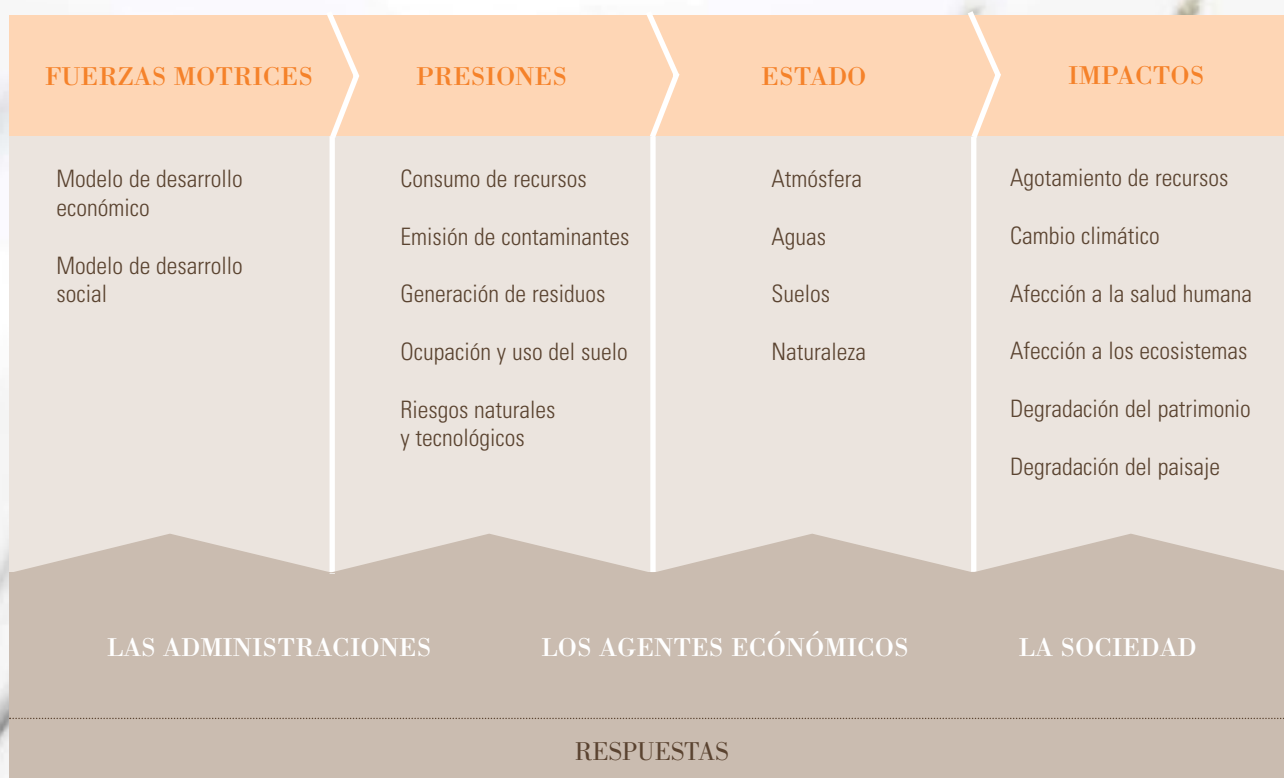 FUERZAS MOTRICES
PRESIONES
ESTADO
IMPACTOS
Modelo de desarrollo
económico
Modelo de desarrollo
social
Consumo de recursos
Emisión de contaminantes
Generación de residuos
Ocupación y uso del suelo
Riesgos naturales
y tecnológicos
Atmósfera
Aguas
Suelos
Naturaleza
Agotamiento de recursos
Cambio climático
Afección a la salud humana
Afección a los ecosistemas
Degradación del patrimonio
Degradación del paisaje
LAS ADMINISTRACIONES
LOS AGENTES ECÓNÓMICOS
LA SOCIEDAD
RESPUESTAS